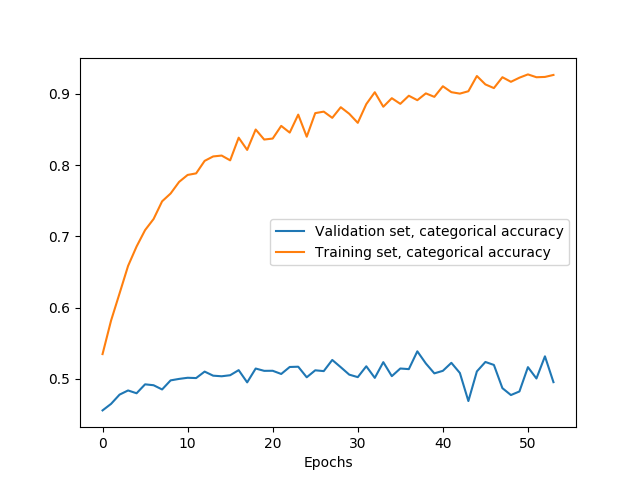 0.9
0.8
0.7
0.6
0.5
Validation set, categorical accuracy
Training set, categorical accuracy
0 10 20 30 40 50
Epochs